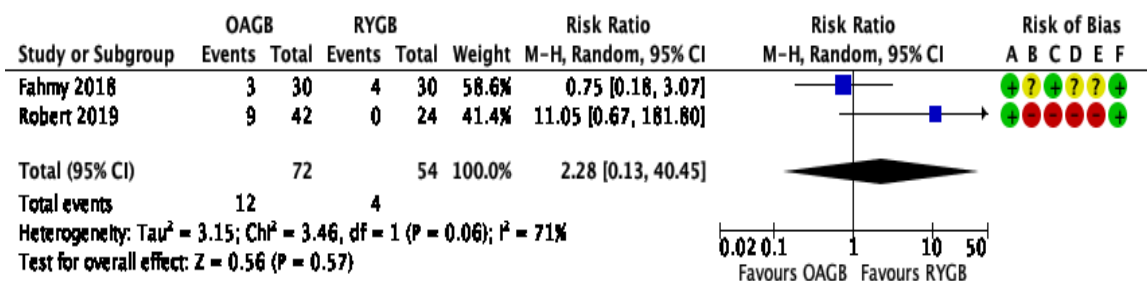 OAGB RYGB Risk Ratio Risk Ratio Risk of Bias
Study or Subgroup Events Total Events Total Weight M-H, Random, 95% CI M-H, Random, 95% CI A B C D E F
Fahmy 2018 3 30 4 30 58.6% 0.75 [0.18, 3.07] + ? + ? ? +
Robert 2019 9 42 0 24 41.4% 11.05 [0.67, 181.80] + - - - - +
Total (95% CI) 72 54 100.0% 2.28 [0.13, 40.45]
Total events 12 4
Heterogeneity: Tau² = 3.15; Chi² = 3.46, df = 1 (P = 0.06); I² = 71%
Test for overall effect: Z = 0.56 (P = 0.57)
0.02 0.1 1 10 50
Favours OAGB Favours RYGB